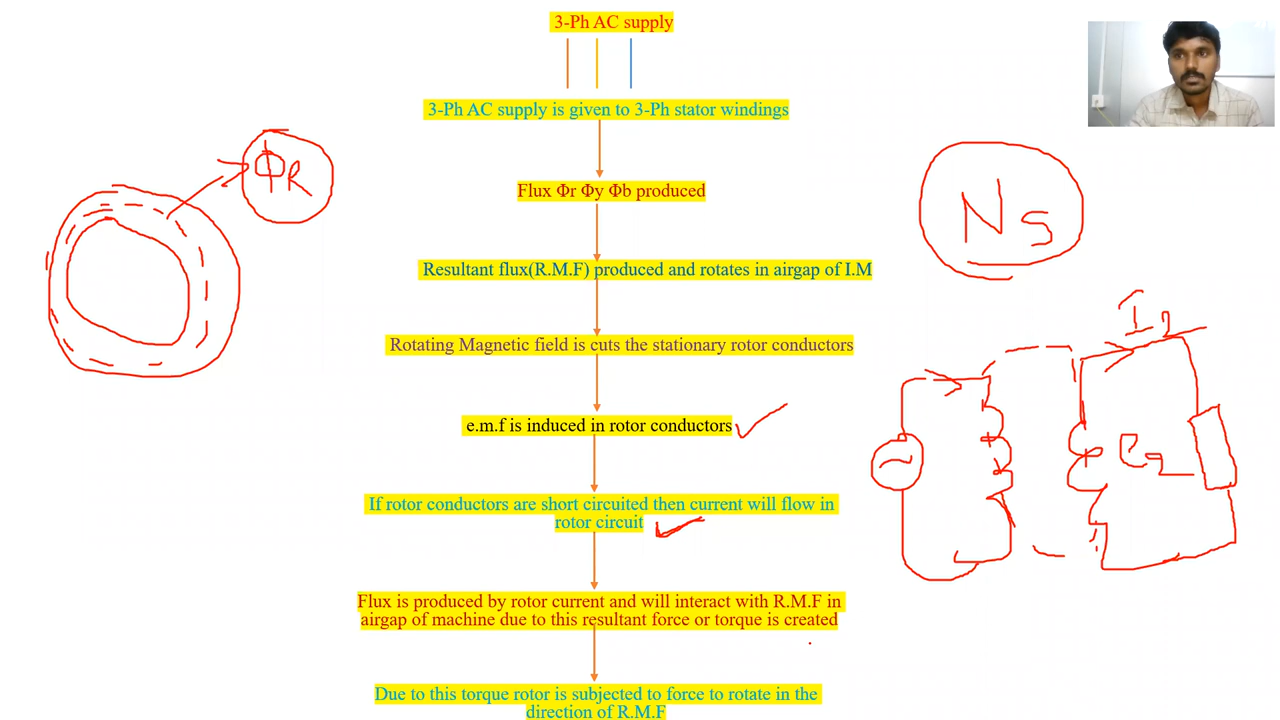 3-Ph AC supply
3-Ph AC supply is given to 3-Ph stator windings
Flux Φr Φy Φb produced
Resultant flux(R.M.F) produced and rotates in airgap of I.M
Rotating Magnetic field is cuts the stationary rotor conductors
e.m.f is induced in rotor conductors
If rotor conductors are short circuited then current will flow in
rotor circuit
Flux is produced by rotor current and will interact with R.M.F in
airgap of machine due to this resultant force or torque is created
Due to this torque rotor is subjected to force to rotate in the
direction of R.M.F
ΦR
Ns
I2
e2